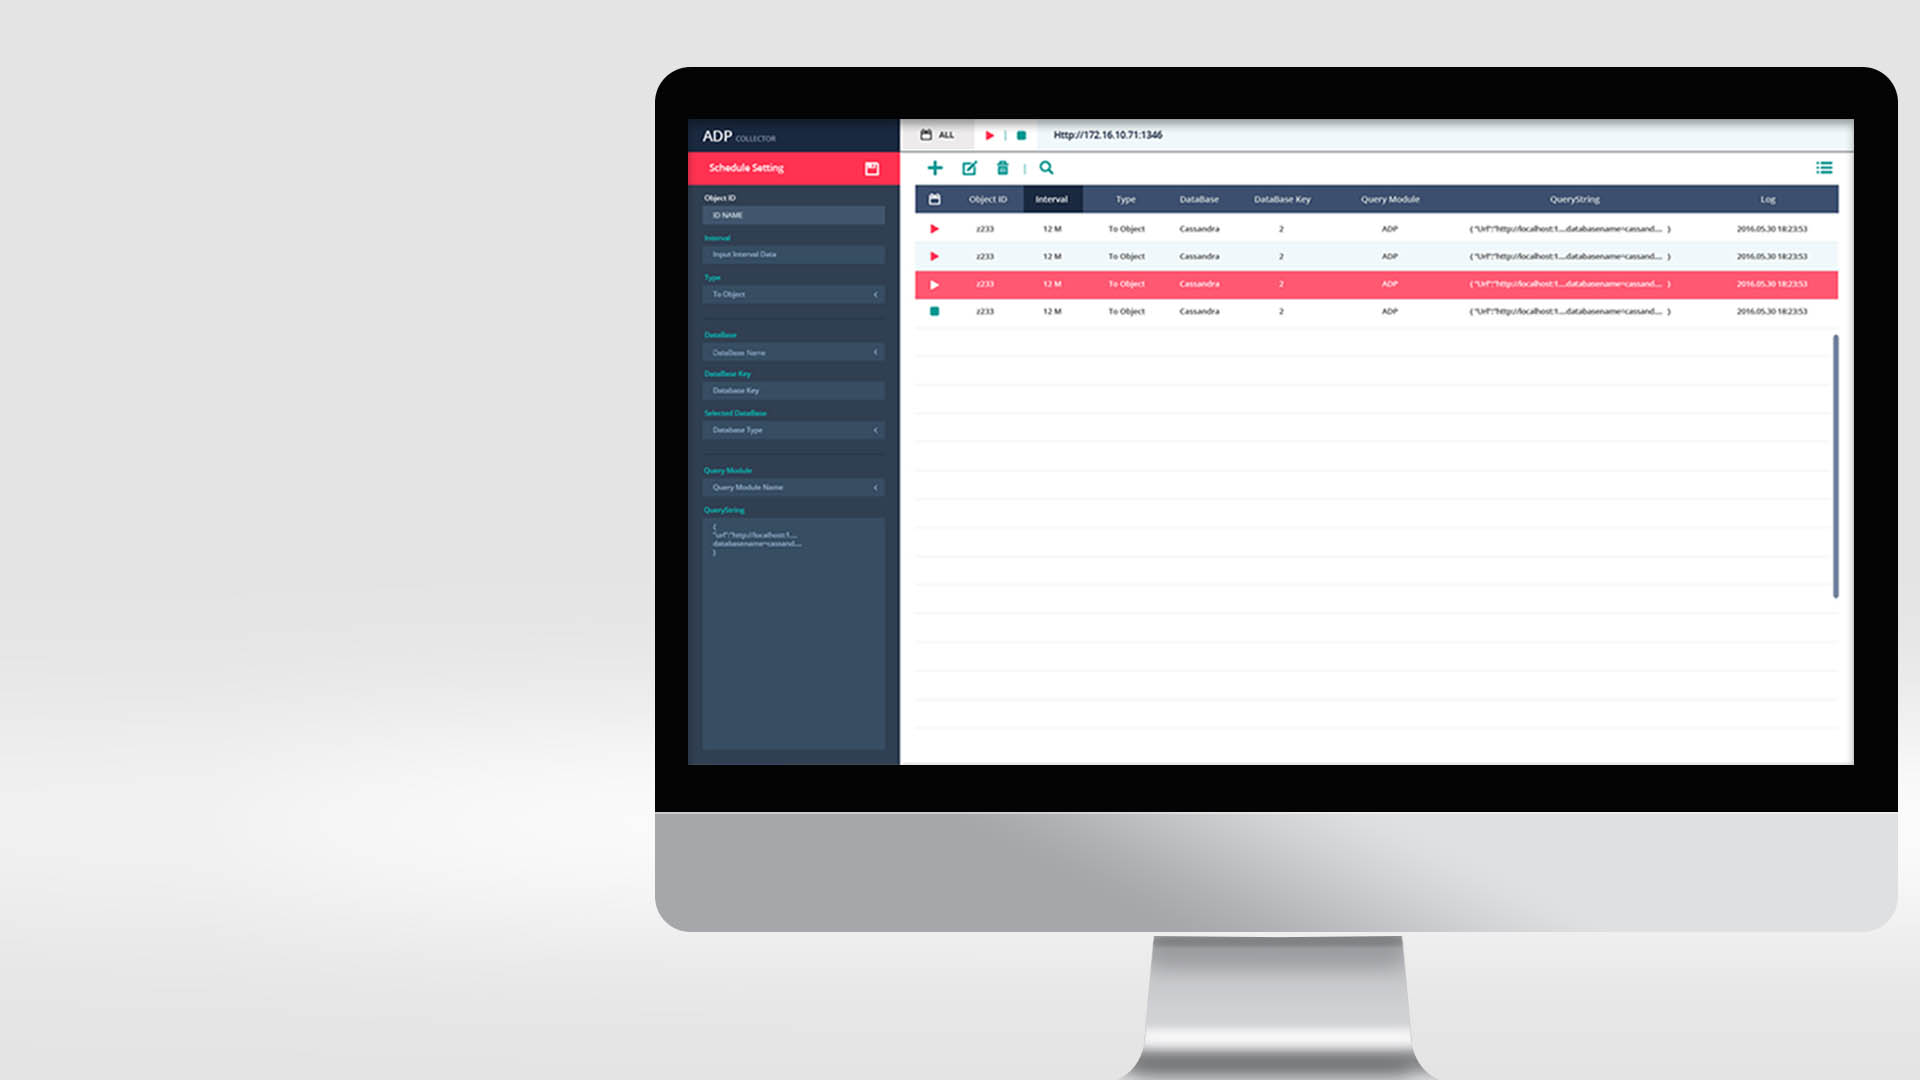 ADP COLLECTOR
ALL
Http://172.16.10.71:1346
Schedule Setting
Object ID
ID NAME
Interval
Input Interval Data
Type
To Object
DataBase
DataBase Name
DataBase Key
Database Key
Selected DataBase
Database Type
Query Module
Query Module Name
QueryString
{
"url":"http://localhost:1....
databasename=cassand....
}
Object ID Interval Type DataBase DataBase Key Query Module QueryString Log
z233 12 M To Object Cassandra 2 ADP { "Url":"http://localhost:1....databasename=cassand.... } 2016.05.30 18:23:53
z233 12 M To Object Cassandra 2 ADP { "Url":"http://localhost:1....databasename=cassand.... } 2016.05.30 18:23:53
z233 12 M To Object Cassandra 2 ADP { "Url":"http://localhost:1....databasename=cassand.... } 2016.05.30 18:23:53
z233 12 M To Object Cassandra 2 ADP { "Url":"http://localhost:1....databasename=cassand.... } 2016.05.30 18:23:53